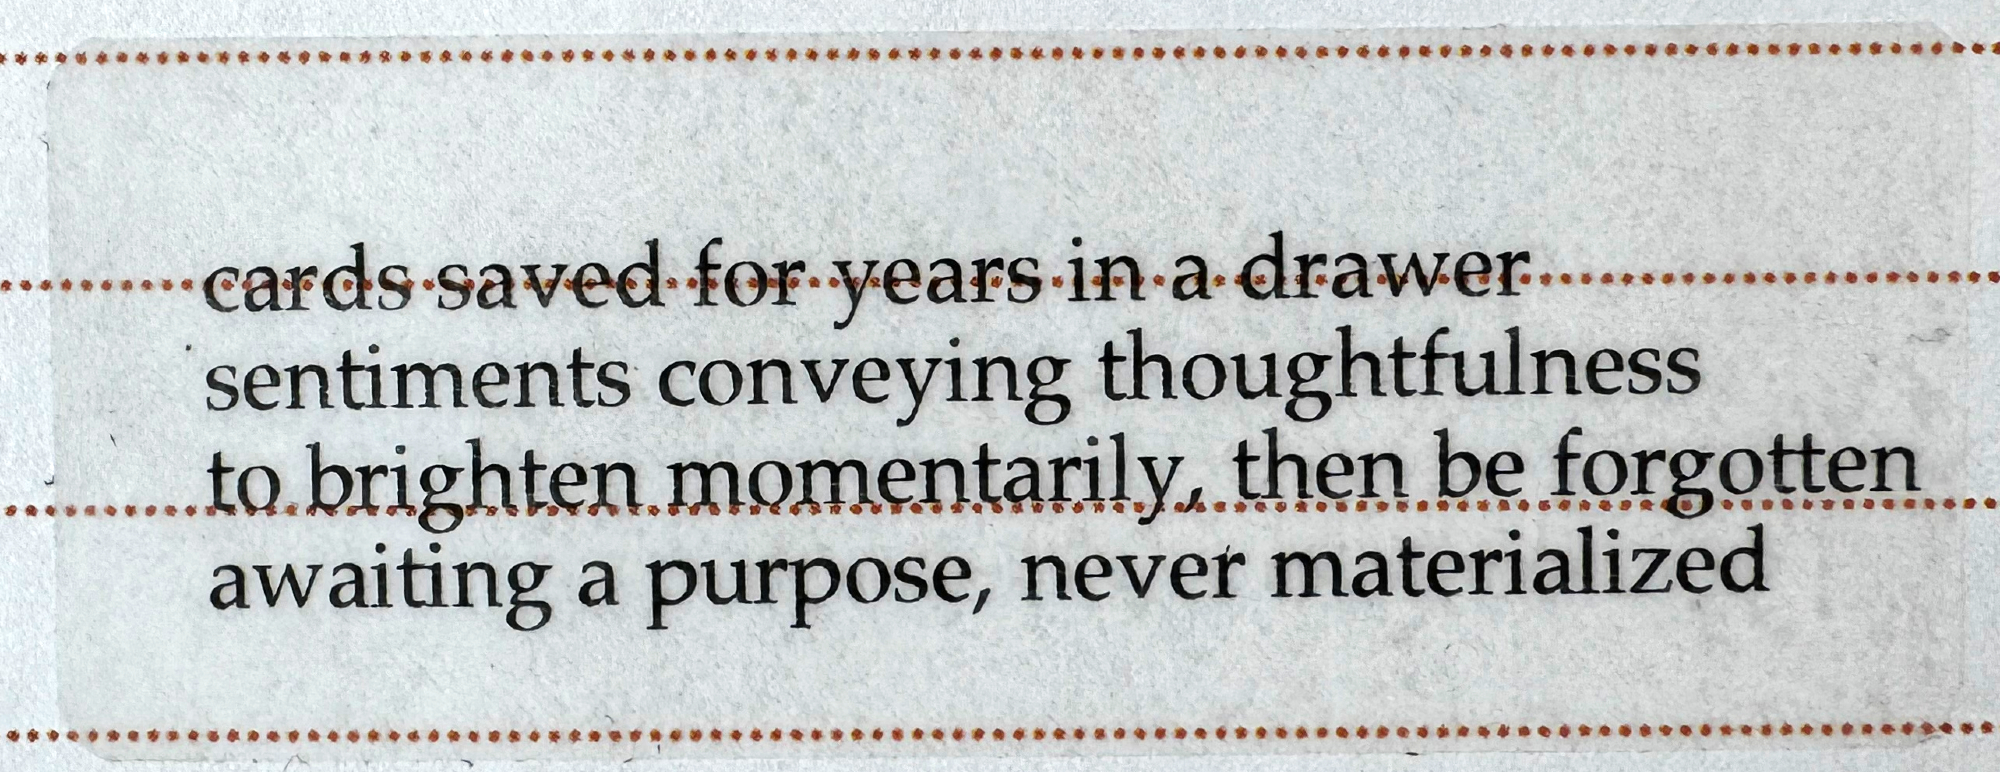 cards saved for years in a drawer
sentiments conveying thoughtfulness
to brighten momentarily, then be forgotten
awaiting a purpose, never materialized